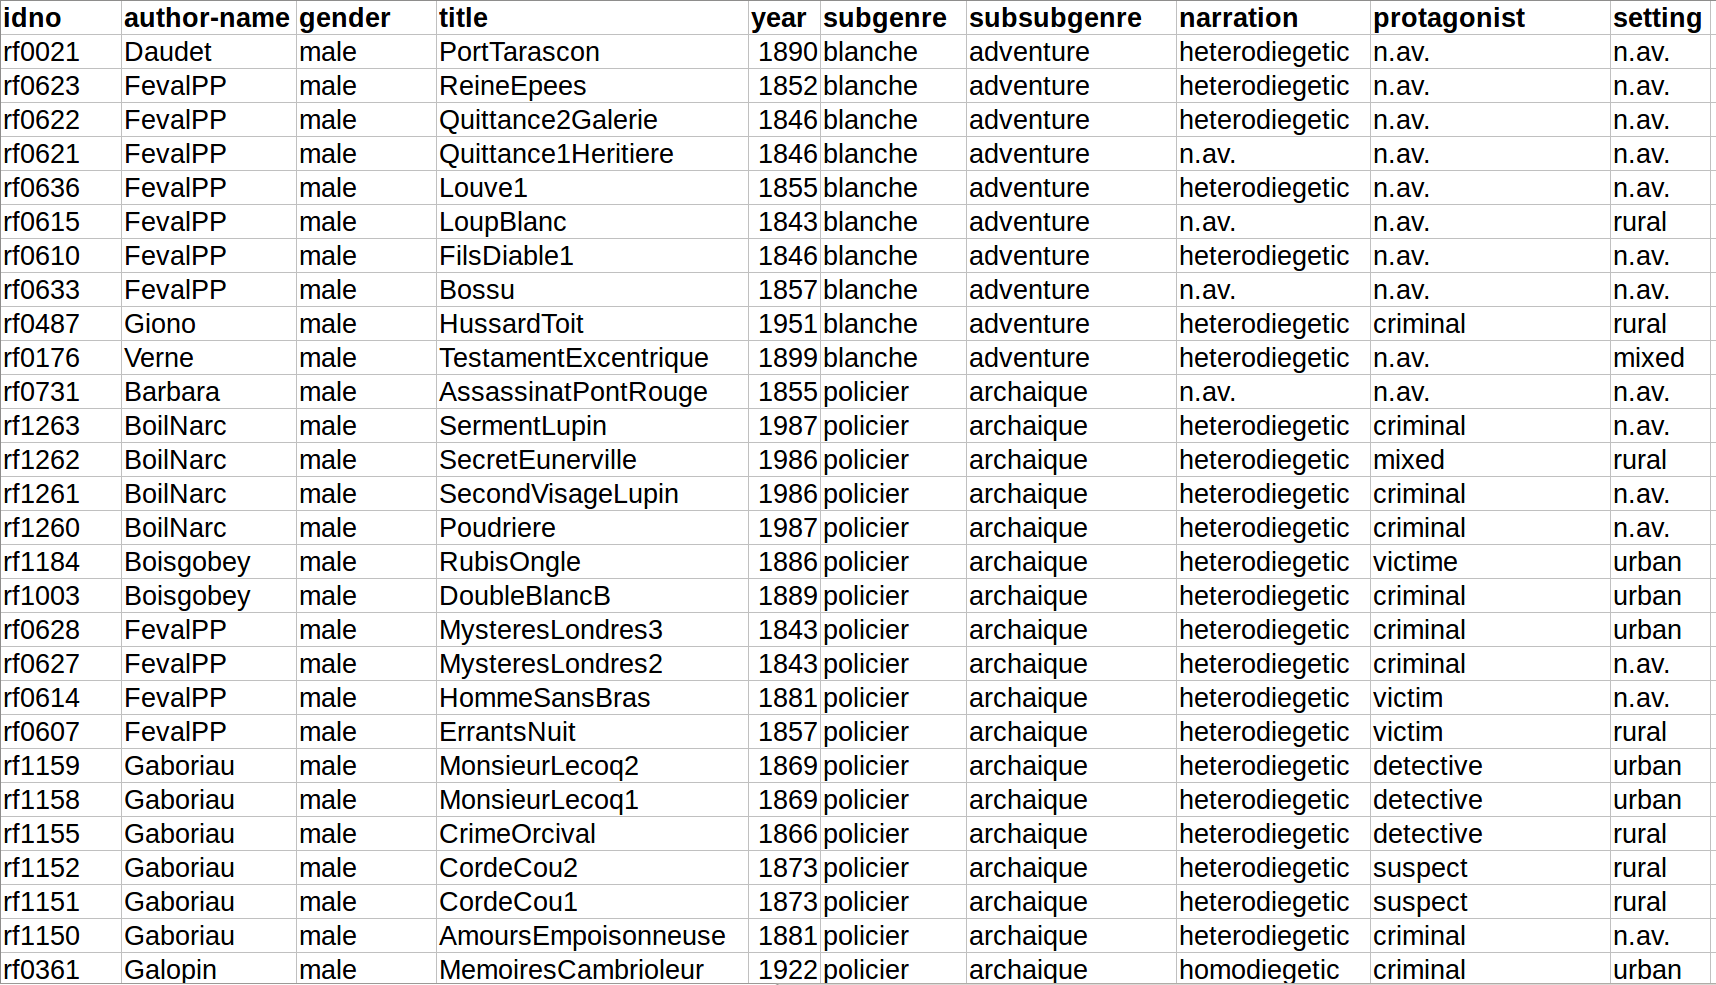 idno author-name gender title year subgenre subsubgenre narration protagonist setting
rf0021 Daudet male PortTarascon 1890 blanche adventure heterodiegetic n.av. n.av.
rf0623 FevalPP male ReineEpees 1852 blanche adventure heterodiegetic n.av. n.av.
rf0622 FevalPP male Quittance2Galerie 1846 blanche adventure heterodiegetic n.av. n.av.
rf0621 FevalPP male Quittance1Heritiere 1846 blanche adventure n.av. n.av. n.av.
rf0636 FevalPP male Louve1 1855 blanche adventure heterodiegetic n.av. n.av.
rf0615 FevalPP male LoupBlanc 1843 blanche adventure n.av. n.av. rural
rf0610 FevalPP male FilsDiable1 1846 blanche adventure heterodiegetic n.av. n.av.
rf0633 FevalPP male Bossu 1857 blanche adventure n.av. n.av. n.av.
rf0487 Giono male HussardToit 1951 blanche adventure heterodiegetic criminal rural
rf0176 Verne male TestamentExcentrique 1899 blanche adventure heterodiegetic n.av. mixed
rf0731 Barbara male AssassinatPontRouge 1855 policier archaique n.av. n.av. n.av.
rf1263 BoilNarc male SermentLupin 1987 policier archaique heterodiegetic criminal n.av.
rf1262 BoilNarc male SecretEunerville 1986 policier archaique heterodiegetic mixed rural
rf1261 BoilNarc male SecondVisageLupin 1986 policier archaique heterodiegetic criminal n.av.
rf1260 BoilNarc male Poudriere 1987 policier archaique heterodiegetic criminal n.av.
rf1184 Boisgobey male RubisOngle 1886 policier archaique heterodiegetic victime urban
rf1003 Boisgobey male DoubleBlancB 1889 policier archaique heterodiegetic criminal urban
rf0628 FevalPP male MysteresLondres3 1843 policier archaique heterodiegetic criminal urban
rf0627 FevalPP male MysteresLondres2 1843 policier archaique heterodiegetic criminal n.av.
rf0614 FevalPP male HommeSansBras 1881 policier archaique heterodiegetic victim n.av.
rf0607 FevalPP male ErrantsNuit 1857 policier archaique heterodiegetic victim rural
rf1159 Gaboriau male MonsieurLecoq2 1869 policier archaique heterodiegetic detective urban
rf1158 Gaboriau male MonsieurLecoq1 1869 policier archaique heterodiegetic detective urban
rf1155 Gaboriau male CrimeOrcival 1866 policier archaique heterodiegetic detective rural
rf1152 Gaboriau male CordeCou2 1873 policier archaique heterodiegetic suspect rural
rf1151 Gaboriau male CordeCou1 1873 policier archaique heterodiegetic suspect rural
rf1150 Gaboriau male AmoursEmpoisonneuse 1881 policier archaique heterodiegetic criminal n.av.
rf0361 Galopin male MemoiresCambrioleur 1922 policier archaique homodiegetic criminal urban